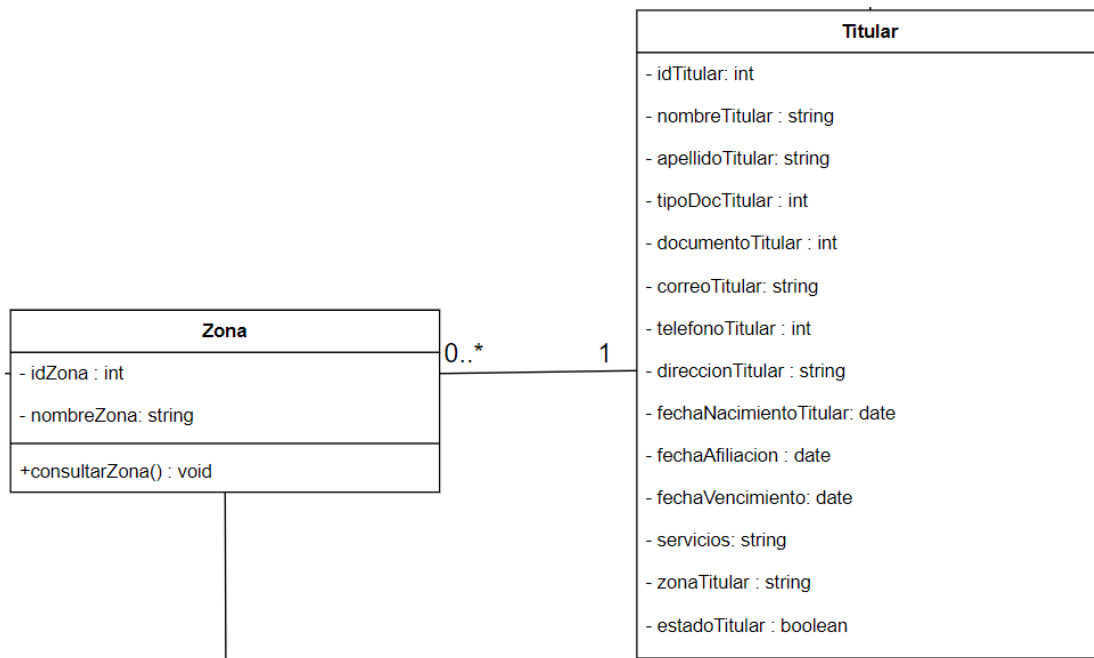 Titular
- idTitular: int
- nombreTitular : string
- apellidoTitular: string
- tipoDocTitular : int
- documentoTitular : int
- correoTitular: string
- telefonoTitular : int
- direccionTitular : string
- fechaNacimientoTitular: date
- fechaAfiliacion : date
- fechaVencimiento: date
- servicios: string
- zonaTitular : string
- estadoTitular : boolean
Zona
- idZona : int
- nombreZona: string
+consultarZona() : void
0..*
1